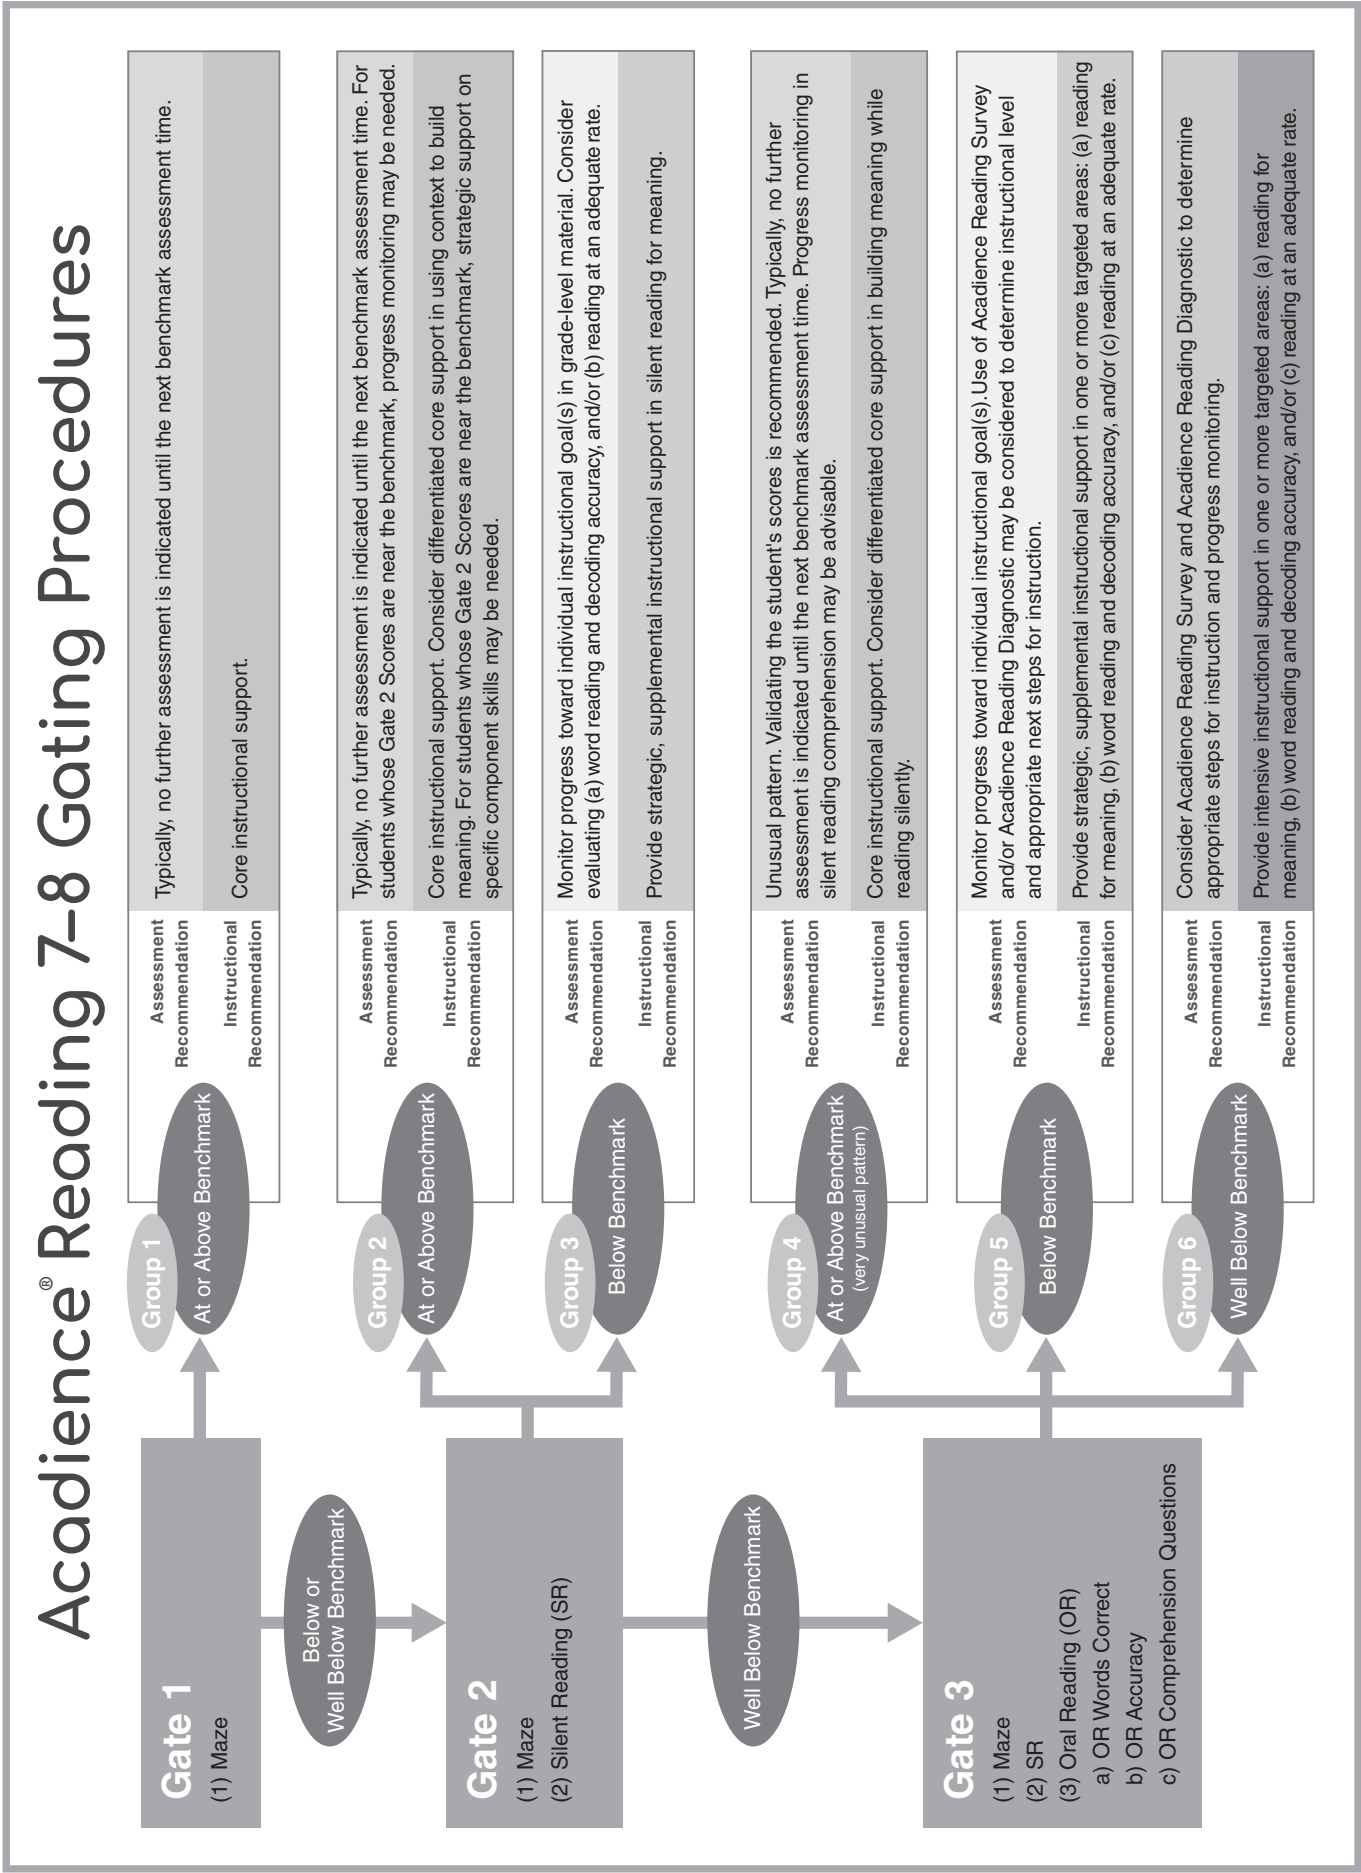 Acadience® Reading 7–8 Gating Procedures
Gate 1
(1) Maze
Group 1
At or Above Benchmark
Assessment
Recommendation
Typically, no further assessment is indicated until the next benchmark assessment time.
Instructional
Recommendation
Core instructional support.
Below or
Well Below Benchmark
Gate 2
(1) Maze
(2) Silent Reading (SR)
Group 2
At or Above Benchmark
Assessment
Recommendation
Typically, no further assessment is indicated until the next benchmark assessment time. For
students whose Gate 2 Scores are near the benchmark, progress monitoring may be needed.
Instructional
Recommendation
Core instructional support. Consider differentiated core support in using context to build
meaning. For students whose Gate 2 Scores are near the benchmark, strategic support on
specific component skills may be needed.
Group 3
Below Benchmark
Assessment
Recommendation
Monitor progress toward individual instructional goal(s) in grade-level material. Consider
evaluating (a) word reading and decoding accuracy, and/or (b) reading at an adequate rate.
Instructional
Recommendation
Provide strategic, supplemental instructional support in silent reading for meaning.
Well Below Benchmark
Gate 3
(1) Maze
(2) SR
(3) Oral Reading (OR)
a) OR Words Correct
b) OR Accuracy
c) OR Comprehension Questions
Group 4
At or Above Benchmark
(very unusual pattern)
Assessment
Recommendation
Unusual pattern. Validating the student's scores is recommended. Typically, no further
assessment is indicated until the next benchmark assessment time. Progress monitoring in
silent reading comprehension may be advisable.
Instructional
Recommendation
Core instructional support. Consider differentiated core support in building meaning while
reading silently.
Group 5
Below Benchmark
Assessment
Recommendation
Monitor progress toward individual instructional goal(s).Use of Acadience Reading Survey
and/or Acadience Reading Diagnostic may be considered to determine instructional level
and appropriate next steps for instruction.
Instructional
Recommendation
Provide strategic, supplemental instructional support in one or more targeted areas: (a) reading
for meaning, (b) word reading and decoding accuracy, and/or (c) reading at an adequate rate.
Group 6
Well Below Benchmark
Assessment
Recommendation
Consider Acadience Reading Survey and Acadience Reading Diagnostic to determine
appropriate steps for instruction and progress monitoring.
Instructional
Recommendation
Provide intensive instructional support in one or more targeted areas: (a) reading for
meaning, (b) word reading and decoding accuracy, and/or (c) reading at an adequate rate.